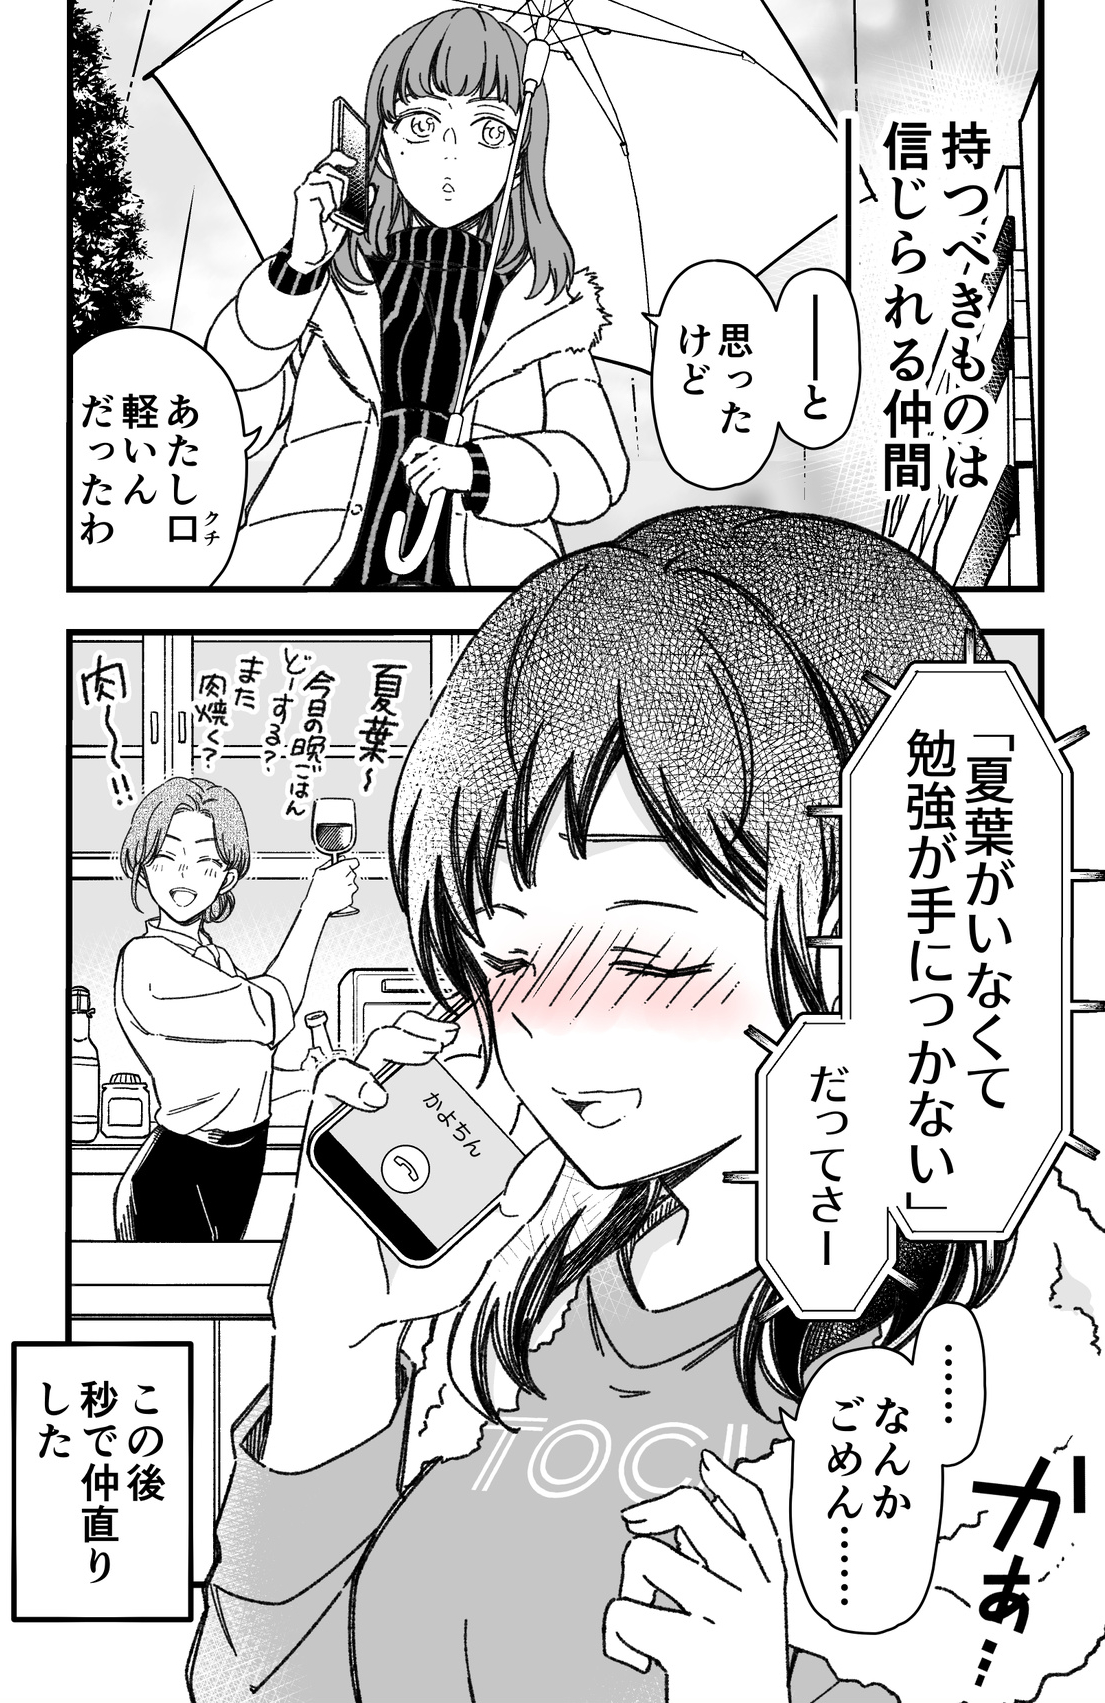 持つべきものは
信じられる仲間
――と
思った
けど
あたし口
クチ
軽いん
だったわ
「夏葉がいなくて
勉強が手につかない」
だってさー
夏葉〜
今日の晩ごはん
どーする？
また
肉焼く？
肉〜〜!!
かよちん
TOCI
……
なんか
ごめん……
かぁ…
この後
秒で仲直り
した